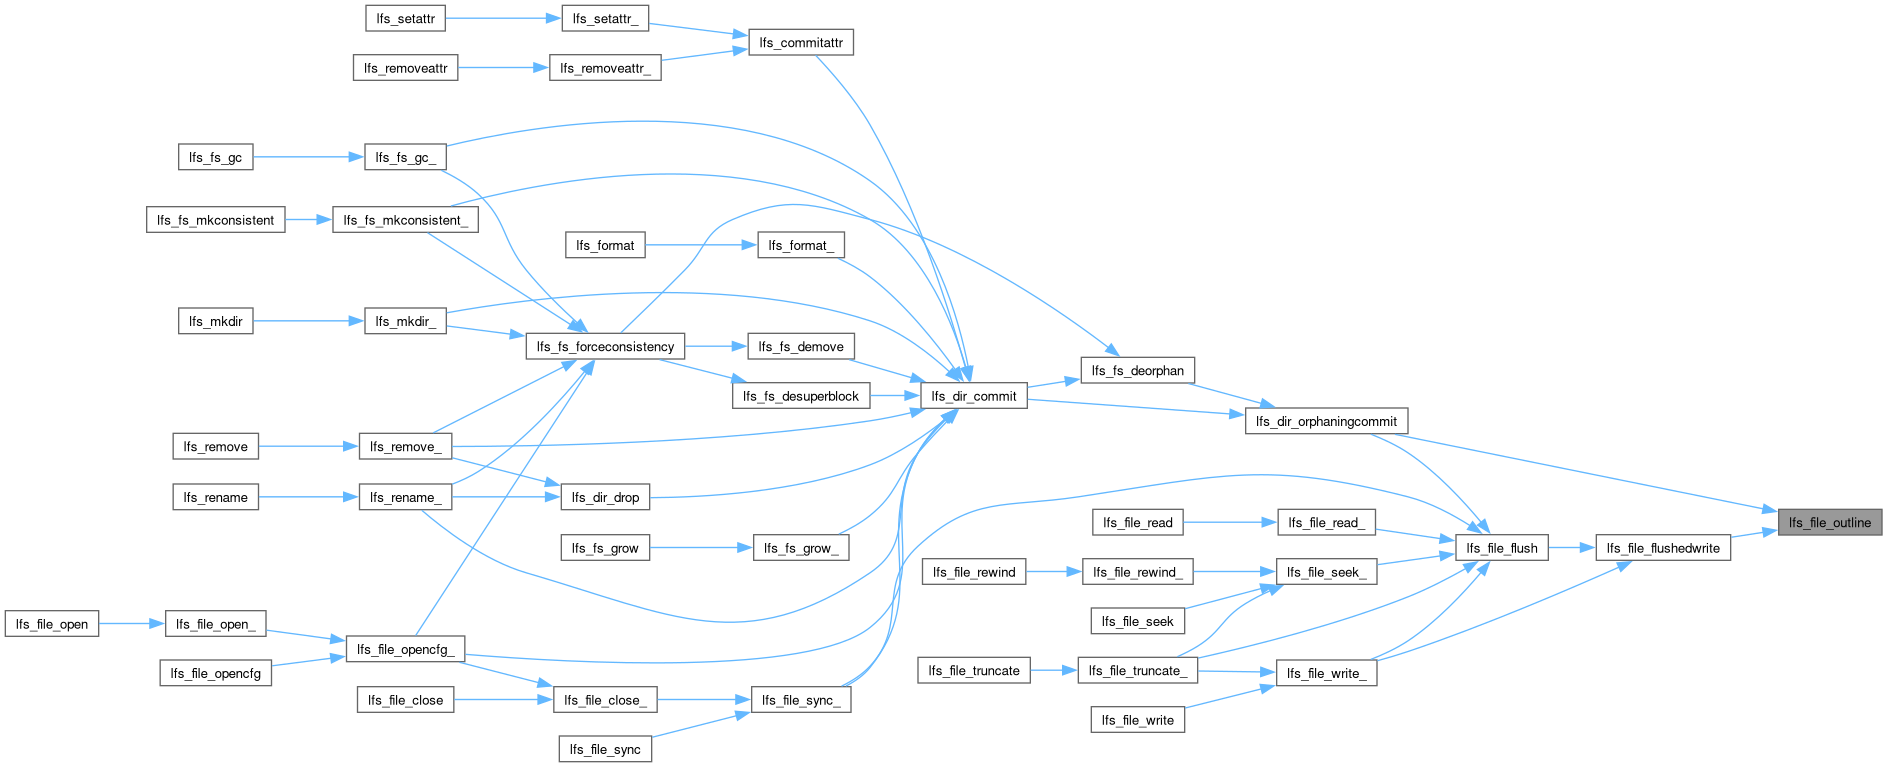 lfs_setattr
lfs_setattr_
lfs_commitattr
lfs_removeattr
lfs_removeattr_
lfs_fs_gc
lfs_fs_gc_
lfs_fs_mkconsistent
lfs_fs_mkconsistent_
lfs_format
lfs_format_
lfs_mkdir
lfs_mkdir_
lfs_fs_forceconsistency
lfs_fs_demove
lfs_fs_deorphan
lfs_fs_desuperblock
lfs_dir_commit
lfs_dir_orphaningcommit
lfs_remove
lfs_remove_
lfs_rename
lfs_rename_
lfs_dir_drop
lfs_file_read
lfs_file_read_
lfs_file_outline
lfs_fs_grow
lfs_fs_grow_
lfs_file_flush
lfs_file_flushedwrite
lfs_file_rewind
lfs_file_rewind_
lfs_file_seek_
lfs_file_open
lfs_file_open_
lfs_file_seek
lfs_file_opencfg_
lfs_file_opencfg
lfs_file_truncate
lfs_file_truncate_
lfs_file_write_
lfs_file_close
lfs_file_close_
lfs_file_sync_
lfs_file_write
lfs_file_sync